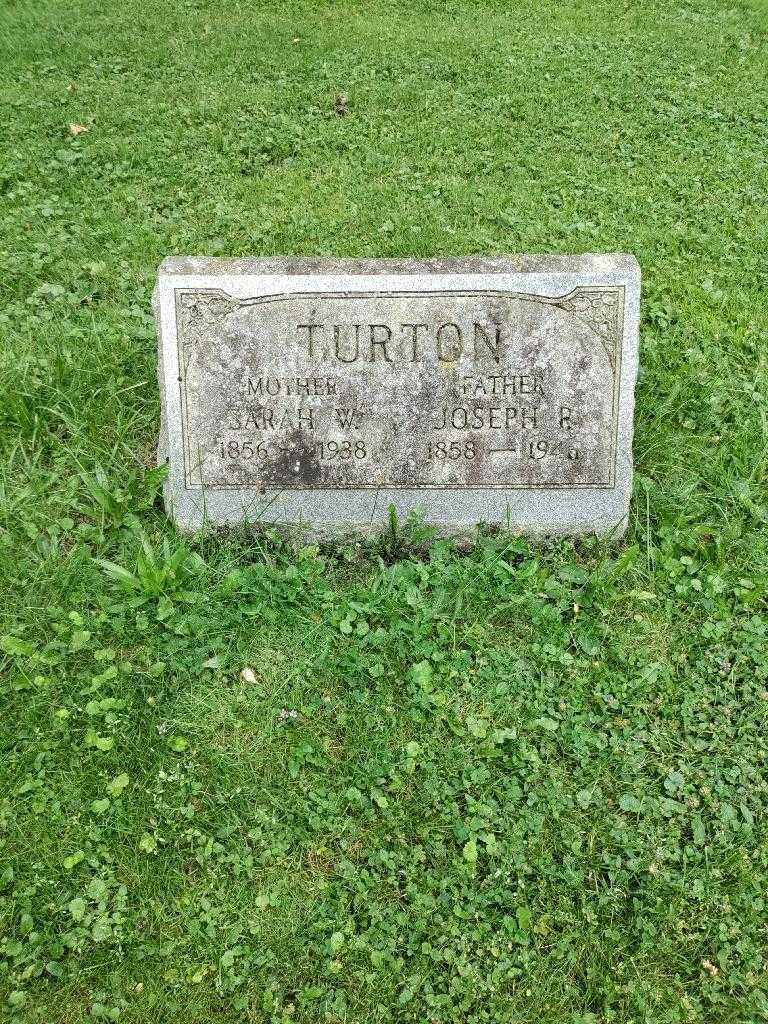 TURTON
MOTHER FATHER
SARAH W. JOSEPH P.
1856 — 1938 1858 —